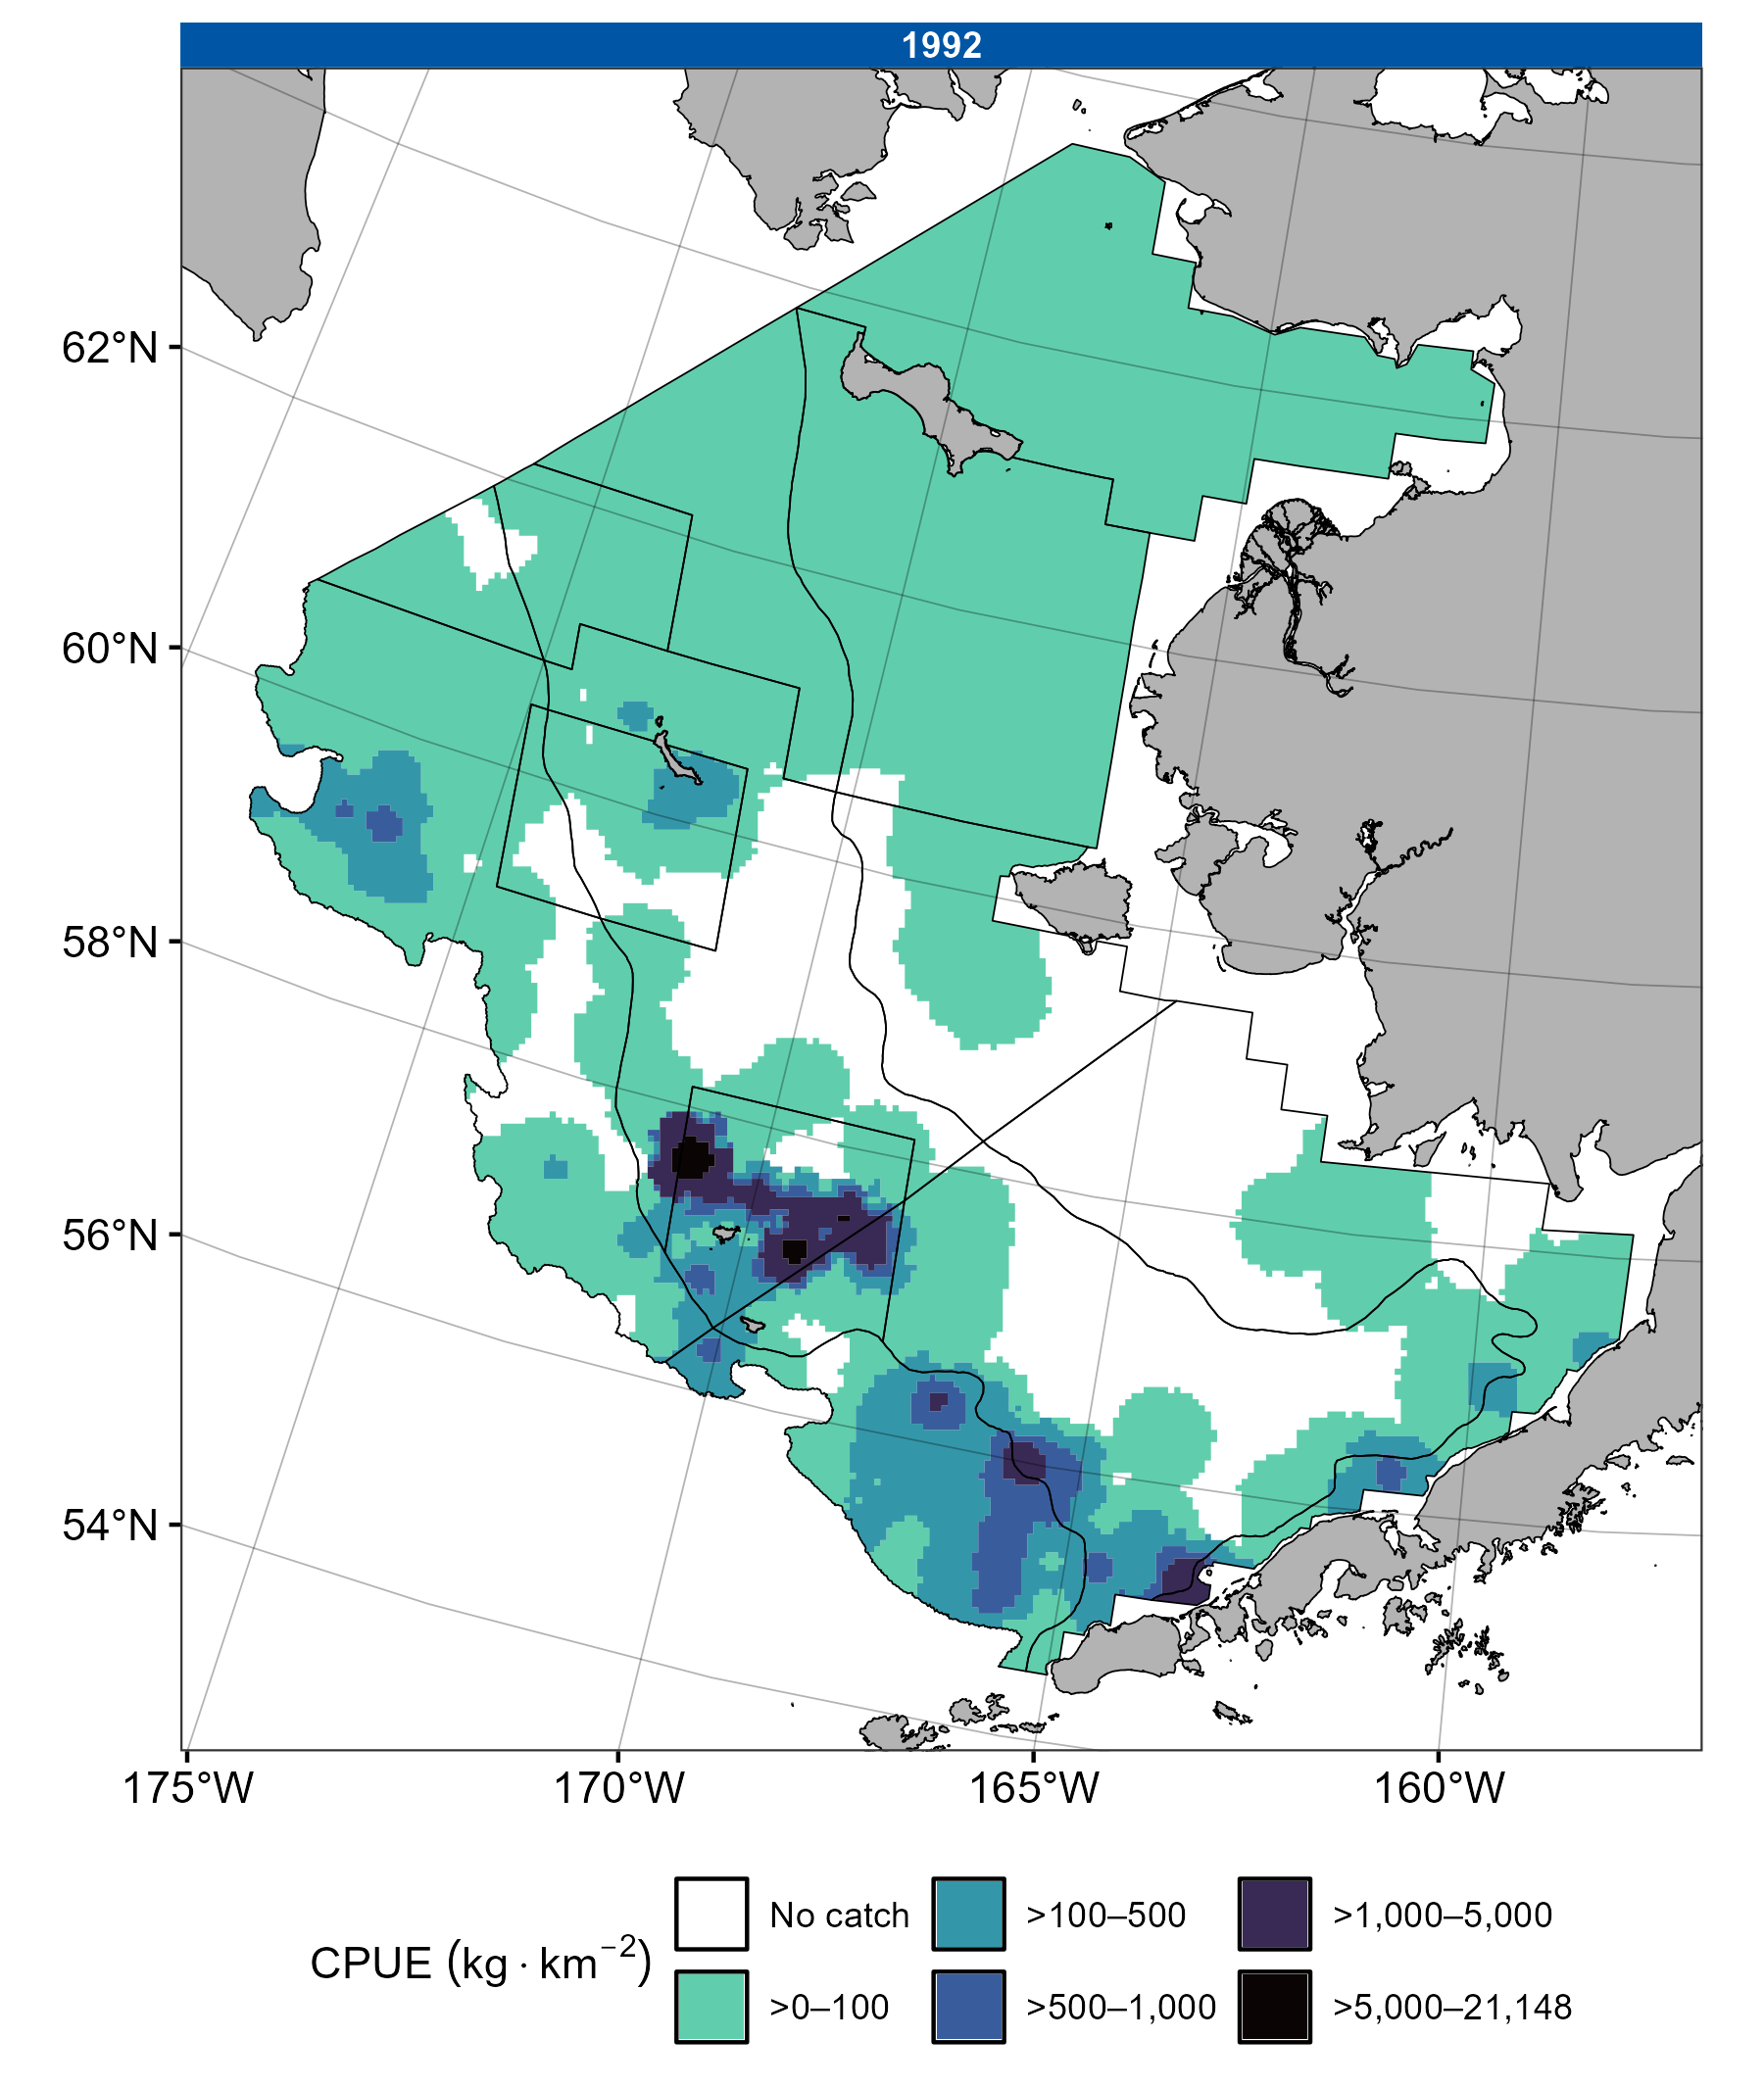 1992
62°N
60°N
58°N
56°N
54°N
175°W 170°W 165°W 160°W
CPUE (kg · km⁻²)
No catch >100–500 >1,000–5,000
>0–100 >500–1,000 >5,000–21,148